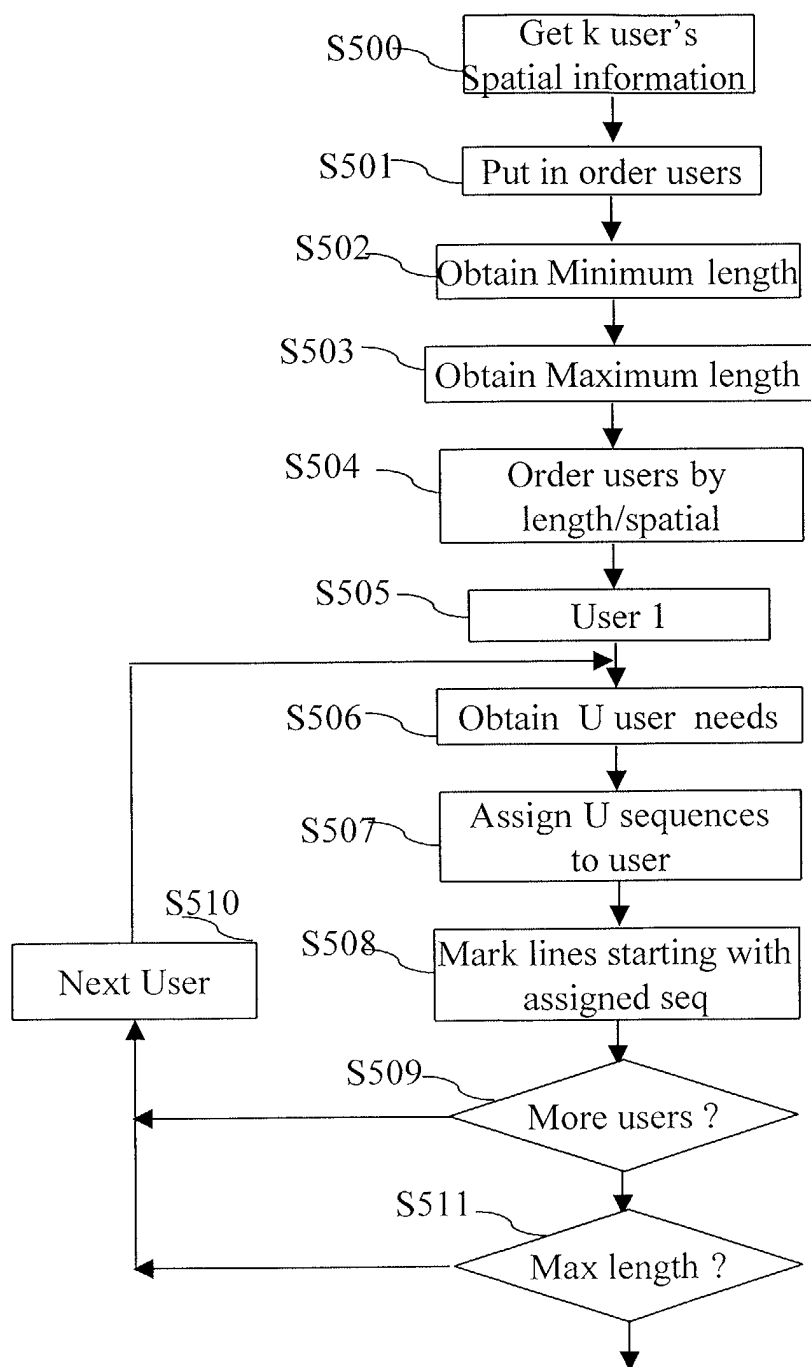 S500
Get k user's
Spatial information
S501
Put in order users
S502
Obtain Minimum length
S503
Obtain Maximum length
S504
Order users by
length/spatial
S505
User 1
S506
Obtain U user needs
S507
Assign U sequences
to user
S510
Next User
S508
Mark lines starting with
assigned seq
S509
More users ?
S511
Max length ?